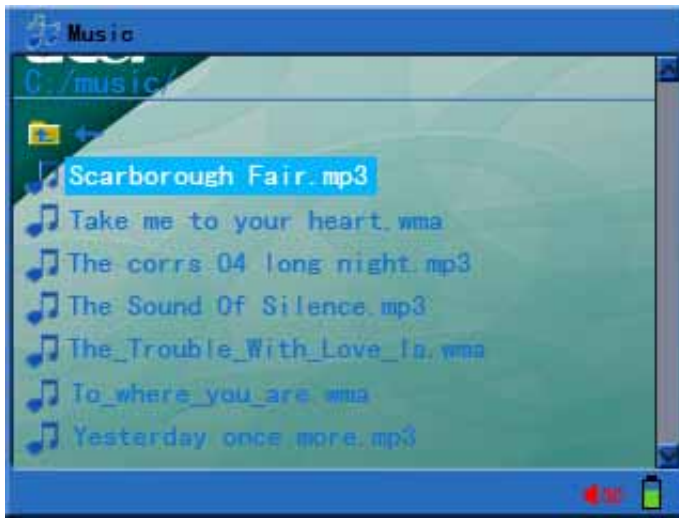 Music
C:/music/
Scarborough Fair.mp3
Take me to your heart.wma
The corrs 04 long night.mp3
The Sound Of Silence.mp3
The_Trouble_With_Love_Is.wma
To_where_you_are.wma
Yesterday once more.mp3